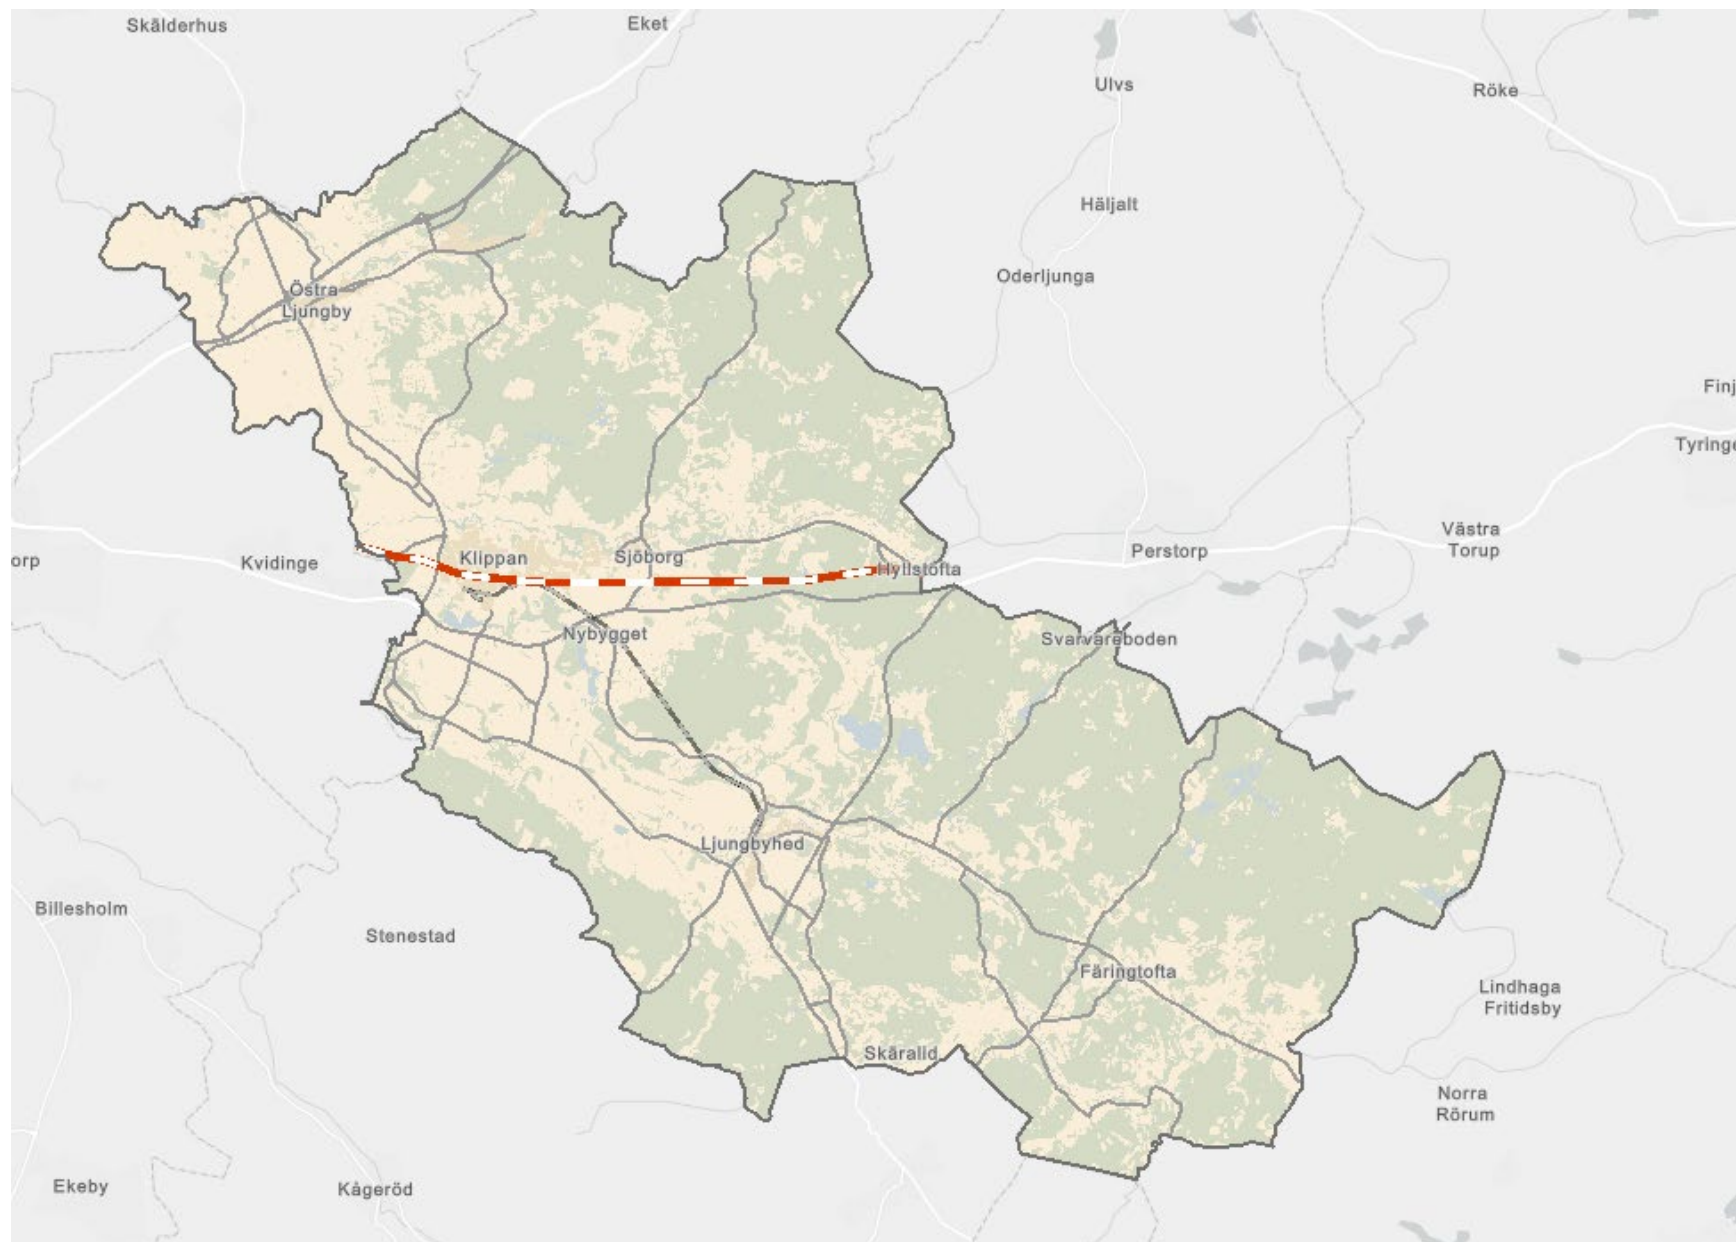 Skälderhus
Eket
Ulvs
Röke
Häljalt
Oderljunga
Östra
Ljungby
Finj
Tyringe
Västra
Torup
orp
Kvidinge
Klippan
Sjöborg
Hyllstofta
Perstorp
Nybygget
Svarvareboden
Ljungbyhed
Billesholm
Stenestad
Färingtofta
Lindhaga
Fritidsby
Skäralid
Norra
Rörum
Ekeby
Kågeröd